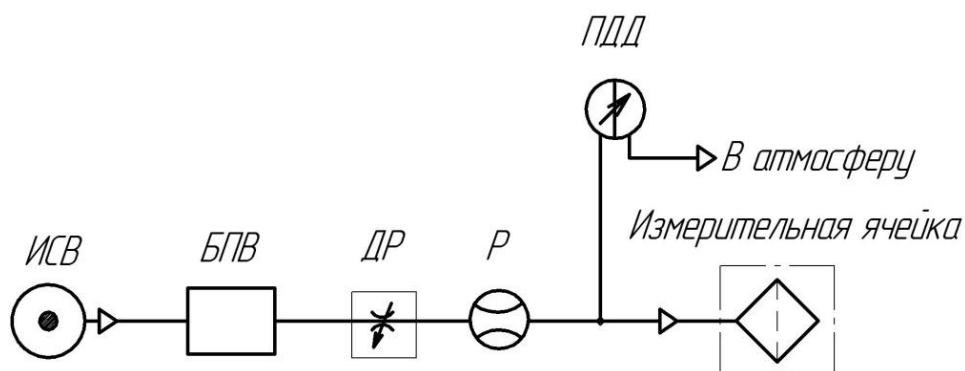 ПДД
В атмосферу
Измерительная ячейка
ИСВ
БПВ
ДР
Р